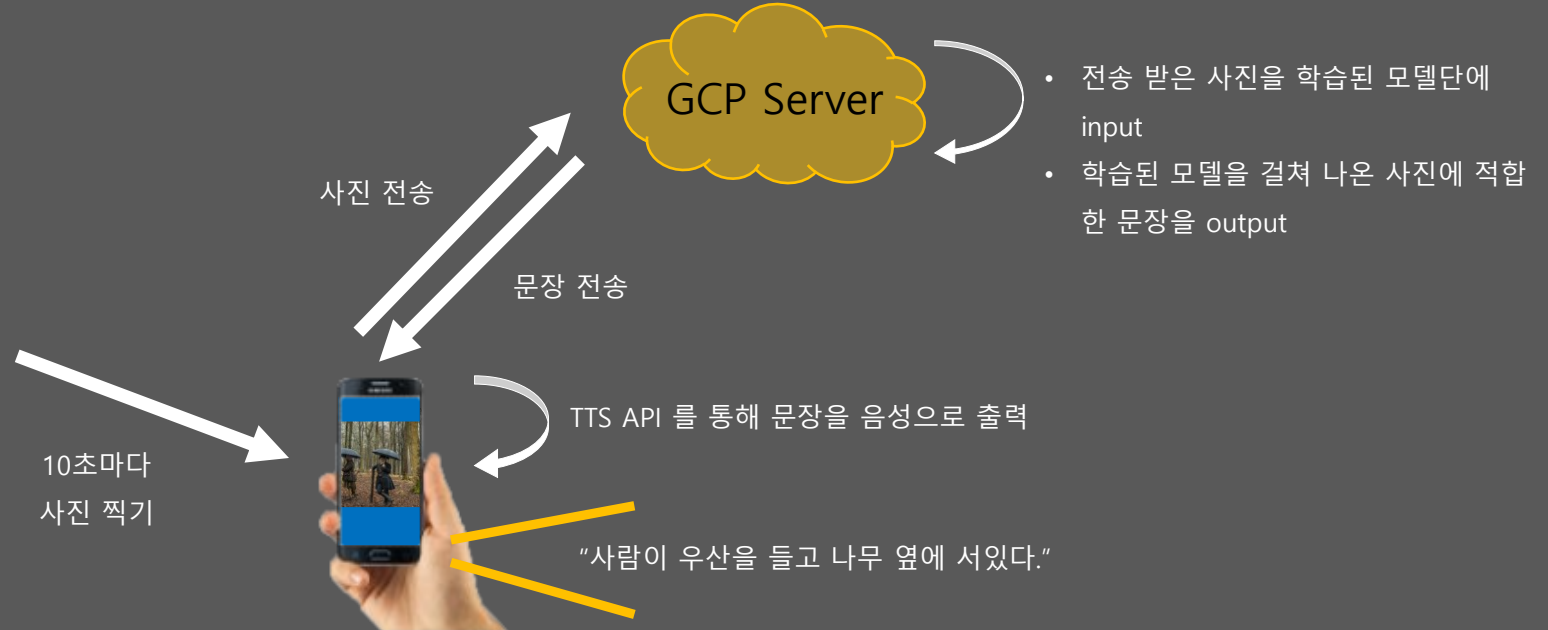 GCP Server
• 전송 받은 사진을 학습된 모델단에
input
• 학습된 모델을 걸쳐 나온 사진에 적합
한 문장을 output
사진 전송
문장 전송
TTS API 를 통해 문장을 음성으로 출력
10초마다
사진 찍기
“사람이 우산을 들고 나무 옆에 서있다.”